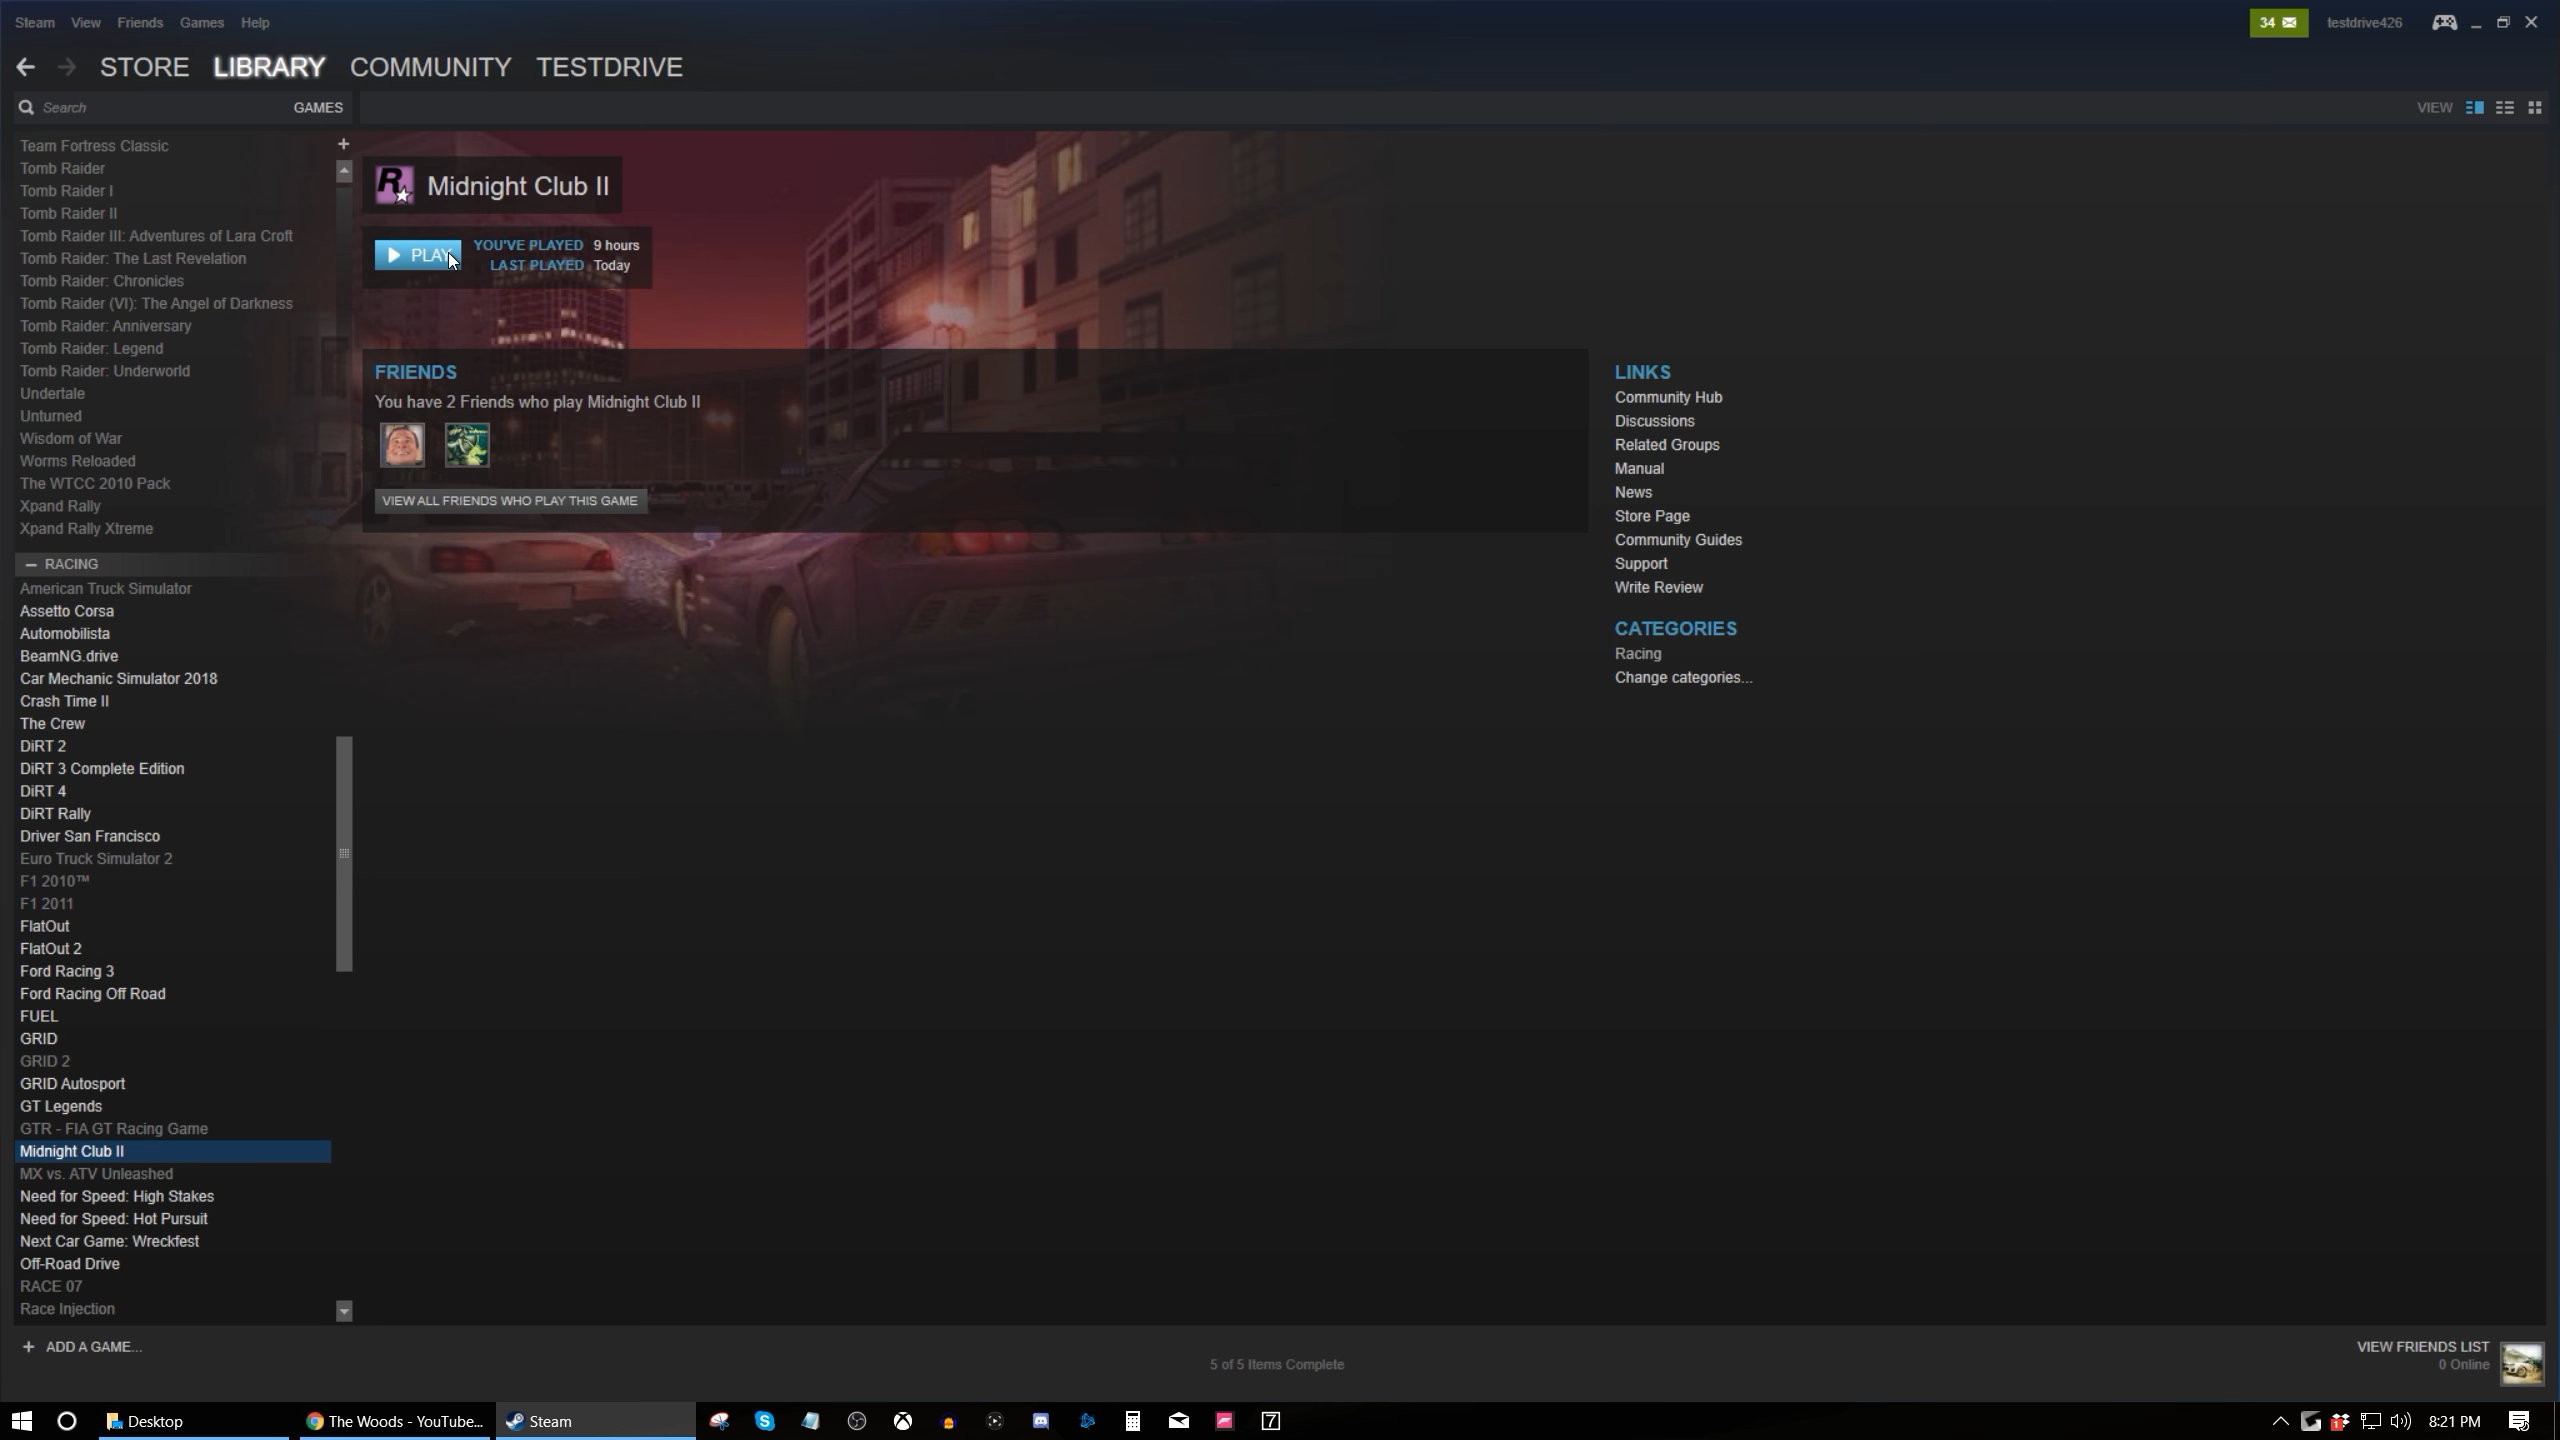 Steam View Friends Games Help
34
testdrive426
STORE LIBRARY COMMUNITY TESTDRIVE
Search
GAMES
VIEW
Team Fortress Classic
Tomb Raider
Tomb Raider I
Tomb Raider II
Tomb Raider III: Adventures of Lara Croft
Tomb Raider: The Last Revelation
Tomb Raider: Chronicles
Tomb Raider (VI): The Angel of Darkness
Tomb Raider: Anniversary
Tomb Raider: Legend
Tomb Raider: Underworld
Undertale
Unturned
Wisdom of War
Worms Reloaded
The WTCC 2010 Pack
Xpand Rally
Xpand Rally Xtreme
RACING
American Truck Simulator
Assetto Corsa
Automobilista
BeamNG.drive
Car Mechanic Simulator 2018
Crash Time II
The Crew
DiRT 2
DiRT 3 Complete Edition
DiRT 4
DiRT Rally
Driver San Francisco
Euro Truck Simulator 2
F1 2010™
F1 2011
FlatOut
FlatOut 2
Ford Racing 3
Ford Racing Off Road
FUEL
GRID
GRID 2
GRID Autosport
GT Legends
GTR - FIA GT Racing Game
Midnight Club II
MX vs. ATV Unleashed
Need for Speed: High Stakes
Need for Speed: Hot Pursuit
Next Car Game: Wreckfest
Off-Road Drive
RACE 07
Race Injection
R
Midnight Club II
PLAY
YOU'VE PLAYED 9 hours
LAST PLAYED Today
FRIENDS
You have 2 Friends who play Midnight Club II
VIEW ALL FRIENDS WHO PLAY THIS GAME
LINKS
Community Hub
Discussions
Related Groups
Manual
News
Store Page
Community Guides
Support
Write Review
CATEGORIES
Racing
Change categories...
+ ADD A GAME...
5 of 5 Items Complete
VIEW FRIENDS LIST
0 Online
Desktop
The Woods - YouTube...
Steam
7
8:21 PM